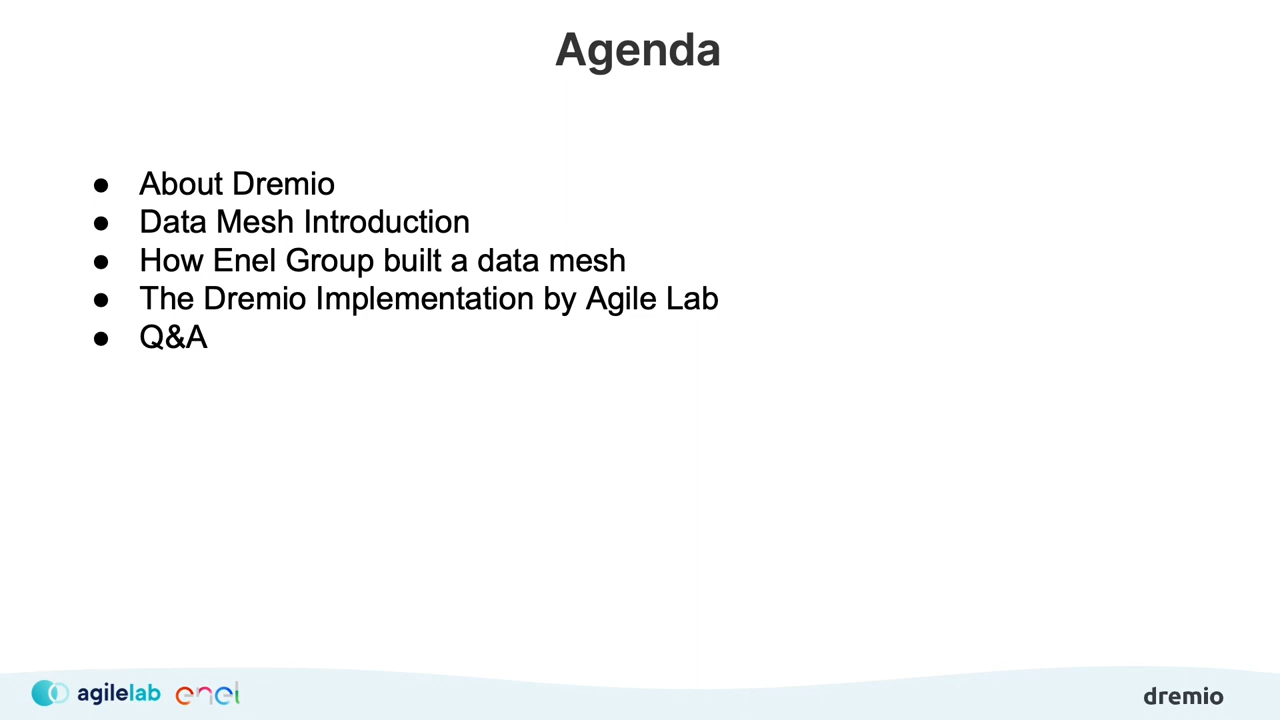 Agenda
● About Dremio
● Data Mesh Introduction
● How Enel Group built a data mesh
● The Dremio Implementation by Agile Lab
● Q&A
agilelab enel
dremio